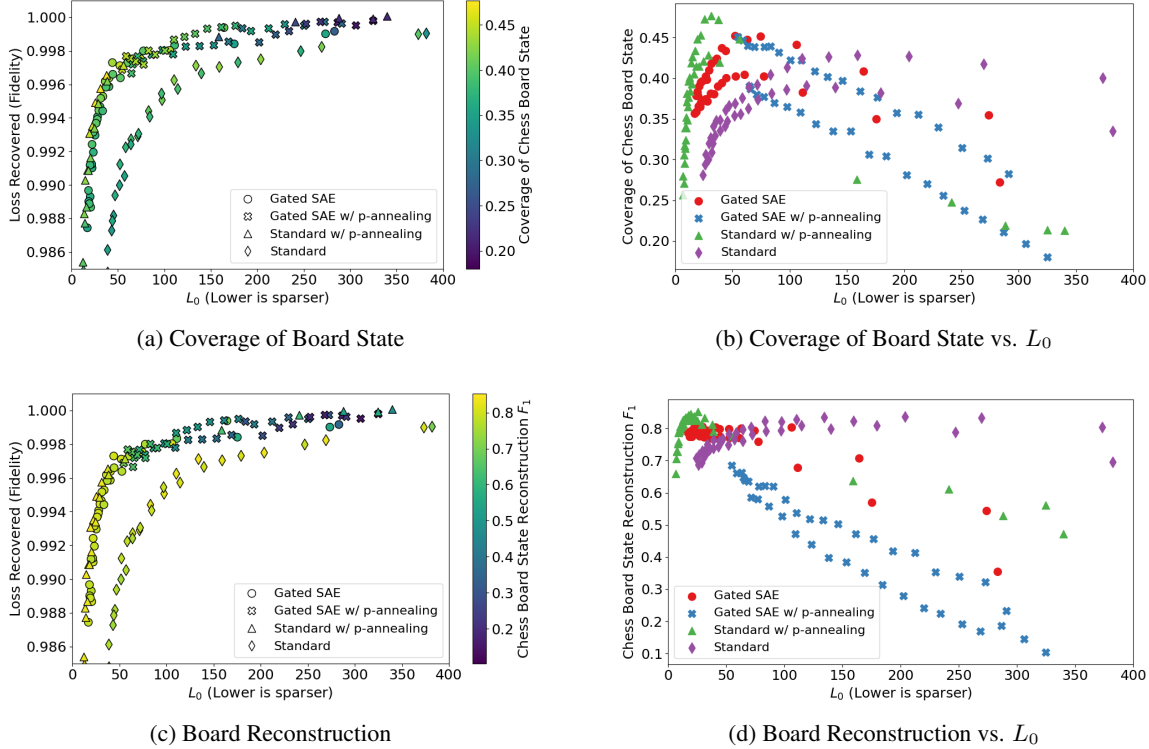 1.000
0.998
0.996
0.994
0.992
0.990
0.988
0.986
Loss Recovered (Fidelity)
0 50 100 150 200 250 300 350 400
L₀ (Lower is sparser)
Gated SAE
Gated SAE w/ p-annealing
Standard w/ p-annealing
Standard
0.45
0.40
0.35
0.30
0.25
0.20
Coverage of Chess Board State
(a) Coverage of Board State
0.45
0.40
0.35
0.30
0.25
0.20
Coverage of Chess Board State
0 50 100 150 200 250 300 350 400
L₀ (Lower is sparser)
Gated SAE
Gated SAE w/ p-annealing
Standard w/ p-annealing
Standard
(b) Coverage of Board State vs. L₀
1.000
0.998
0.996
0.994
0.992
0.990
0.988
0.986
Loss Recovered (Fidelity)
0 50 100 150 200 250 300 350 400
L₀ (Lower is sparser)
Gated SAE
Gated SAE w/ p-annealing
Standard w/ p-annealing
Standard
0.8
0.7
0.6
0.5
0.4
0.3
0.2
Chess Board State Reconstruction F₁
(c) Board Reconstruction
0.8
0.7
0.6
0.5
0.4
0.3
0.2
0.1
Chess Board State Reconstruction F₁
0 50 100 150 200 250 300 350 400
L₀ (Lower is sparser)
Gated SAE
Gated SAE w/ p-annealing
Standard w/ p-annealing
Standard
(d) Board Reconstruction vs. L₀